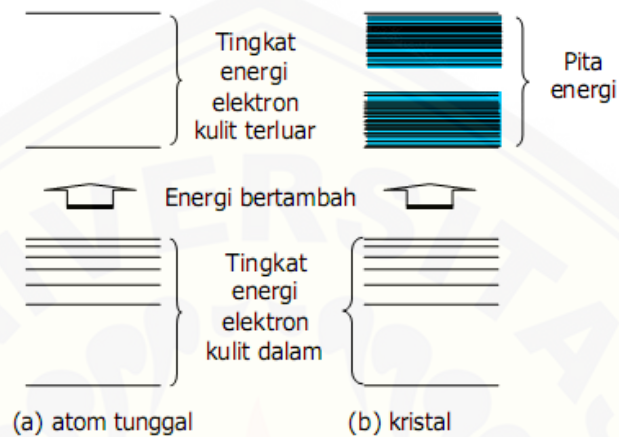 Tingkat
energi
elektron
kulit terluar
Pita
energi
Energi bertambah
Tingkat
energi
elektron
kulit dalam
(a) atom tunggal
(b) kristal